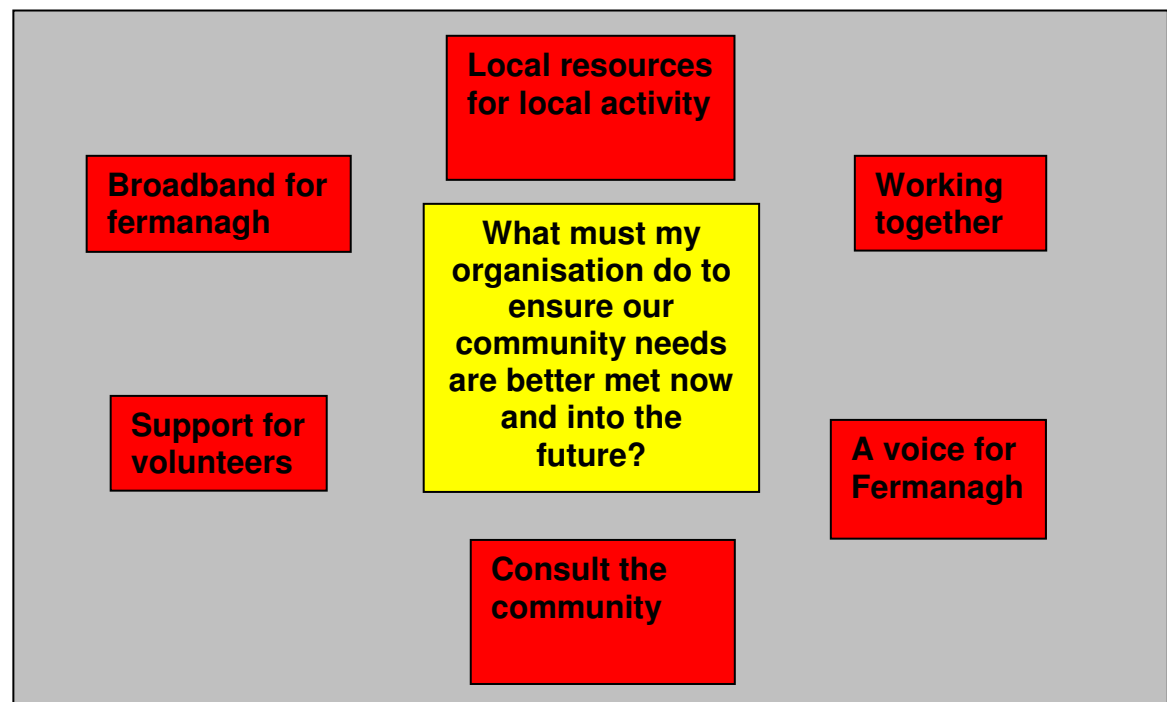 Local resources
for local activity
Broadband for
fermanagh
Working
together
What must my
organisation do to
ensure our
community needs
are better met now
and into the
future?
Support for
volunteers
A voice for
Fermanagh
Consult the
community